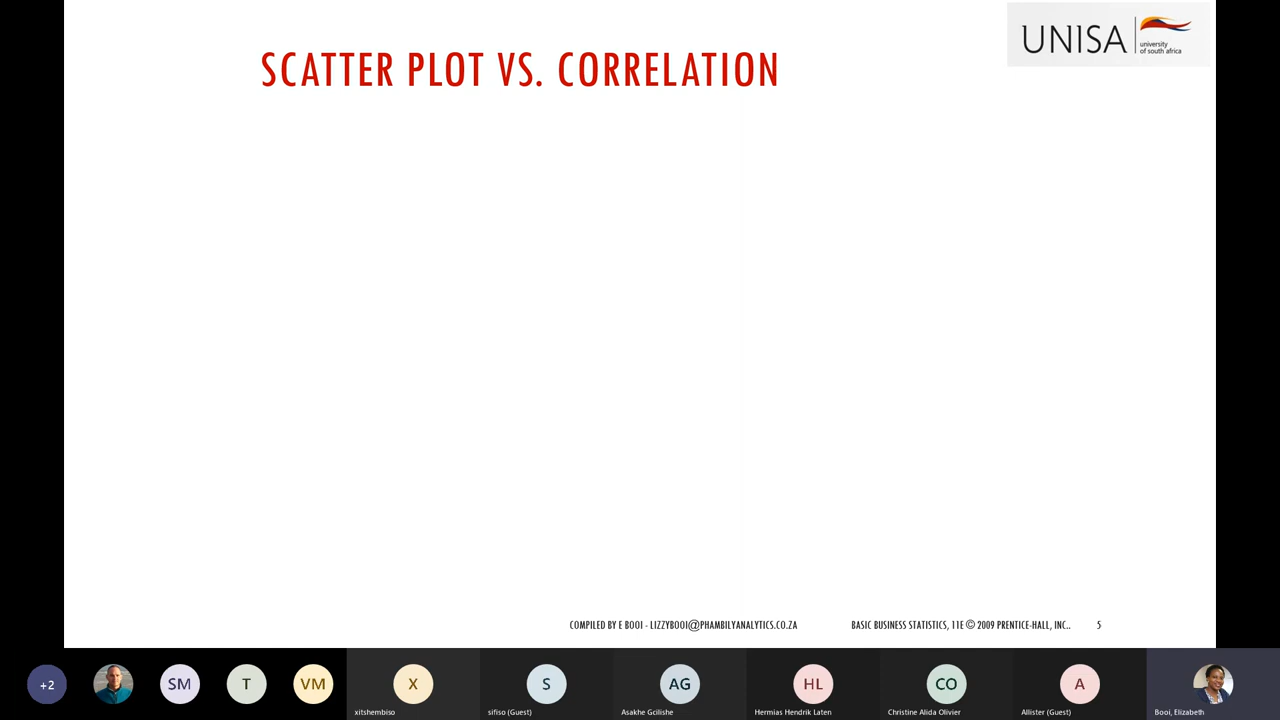 UNISA
university
of south africa
SCATTER PLOT VS. CORRELATION
COMPILED BY E BOOI - LIZZYBOOI@PHAMBILYANALYTICS.CO.ZA
BASIC BUSINESS STATISTICS, 11E © 2009 PRENTICE-HALL, INC..
5
+2
SM
T
VM
X
xitshembiso
S
sifiso (Guest)
AG
Asakhe Gcilishe
HL
Hermias Hendrik Laten
CO
Christine Alida Olivier
A
Allister (Guest)
Booi, Elizabeth